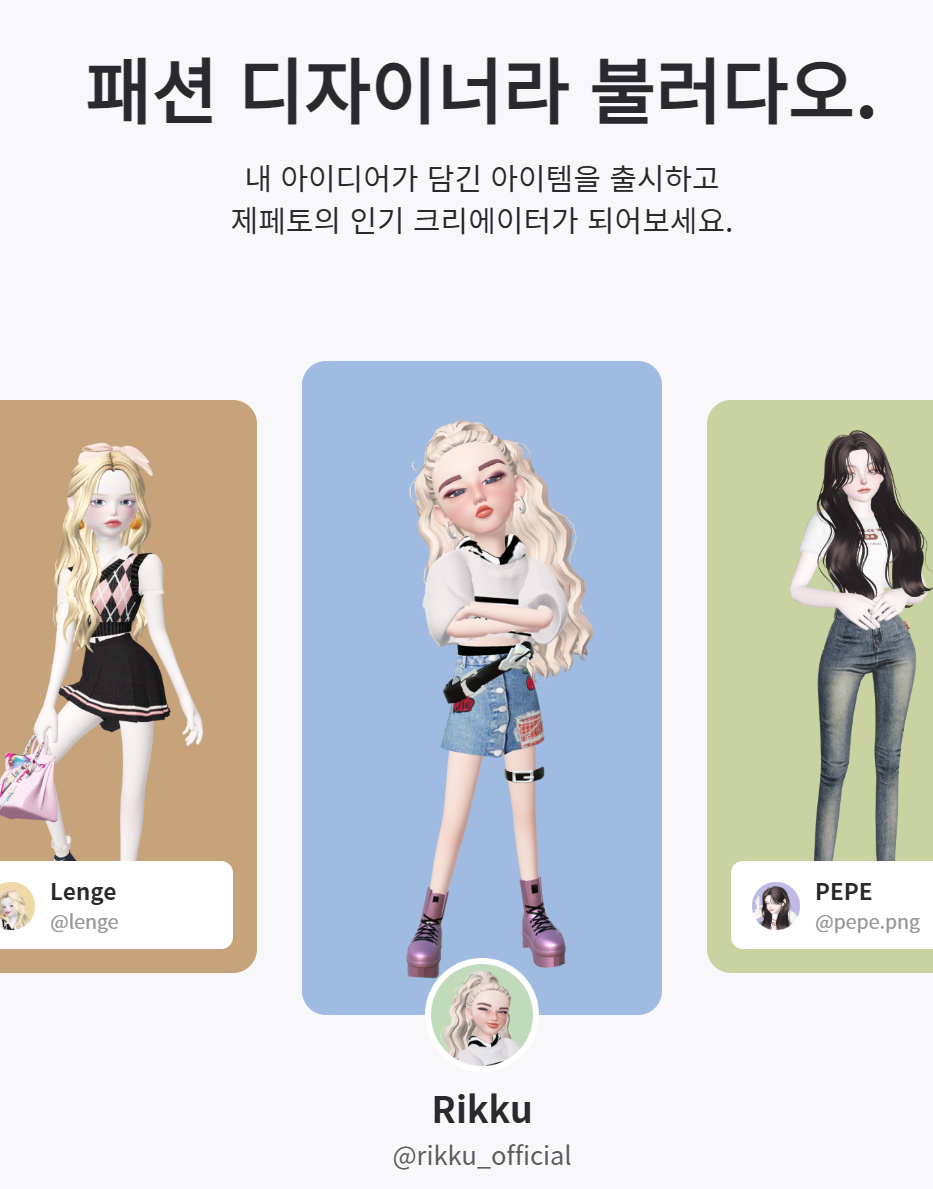 패션 디자이너라 불러다오.
내 아이디어가 담긴 아이템을 출시하고
제페토의 인기 크리에이터가 되어보세요.
Lenge
@lenge
PEPE
@pepe.png
Rikku
@rikku_official